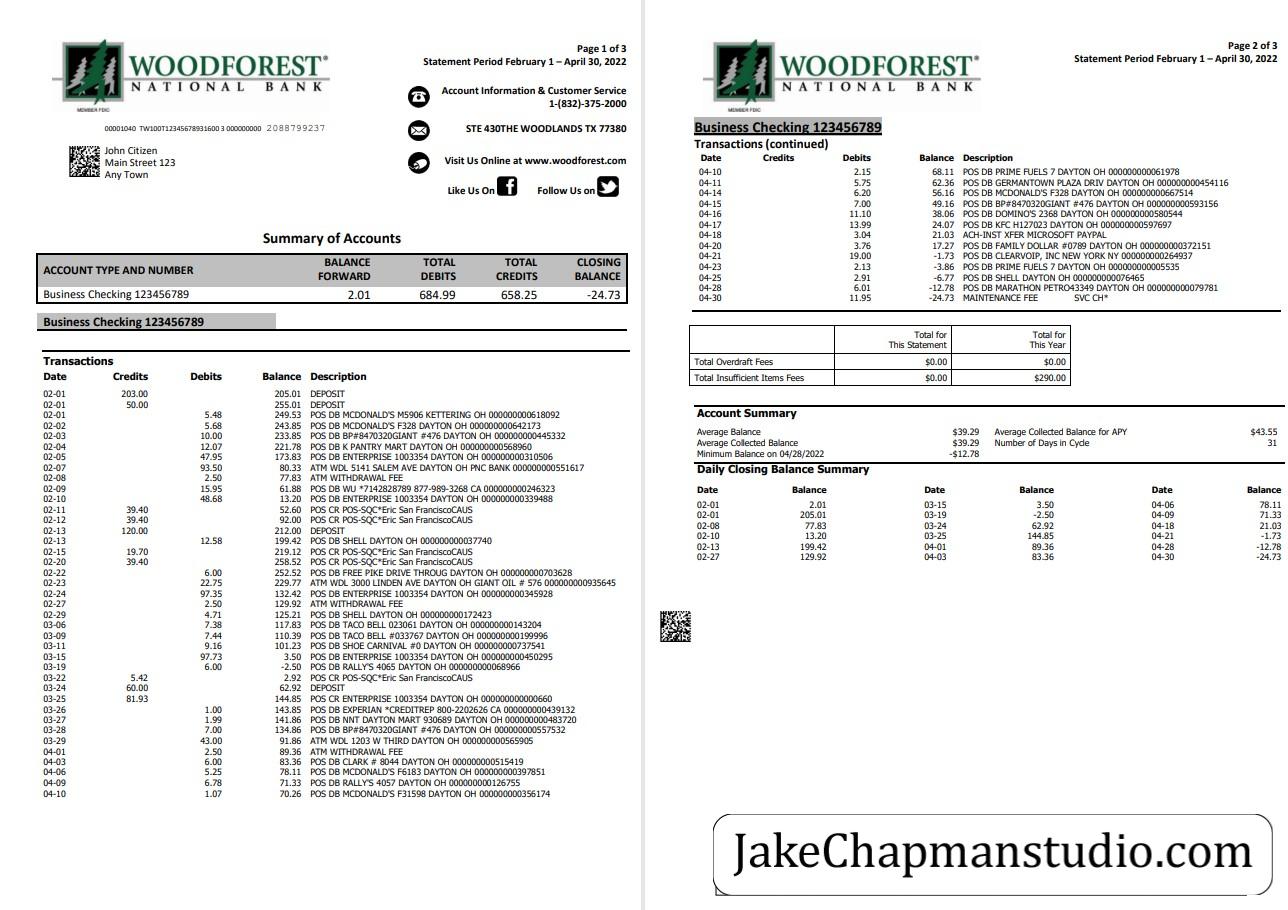 WOODFOREST®
NATIONAL BANK
MEMBER FDIC
Page 1 of 3
Statement Period February 1 – April 30, 2022
Account Information & Customer Service
1-(832)-375-2000
00001040 TW100T12345678931600 3 000000000 2088799237
STE 430THE WOODLANDS TX 77380
John Citizen
Main Street 123
Any Town
Visit Us Online at www.woodforest.com
Like Us On Follow Us on
Summary of Accounts
ACCOUNT TYPE AND NUMBER BALANCE FORWARD TOTAL DEBITS TOTAL CREDITS CLOSING BALANCE
Business Checking 123456789 2.01 684.99 658.25 -24.73
Business Checking 123456789
Transactions
Date Credits Debits Balance Description
02-01 203.00 205.01 DEPOSIT
02-01 50.00 255.01 DEPOSIT
02-01 5.48 249.53 POS DB MCDONALD'S M5906 KETTERING OH 000000000618092
02-02 5.68 243.85 POS DB MCDONALD'S F328 DAYTON OH 000000000642173
02-03 10.00 233.85 POS DB BP#8470320GIANT #476 DAYTON OH 000000000445332
02-04 12.07 221.78 POS DB K PANTRY MART DAYTON OH 000000000568960
02-05 47.95 173.83 POS DB ENTERPRISE 1003354 DAYTON OH 000000000310506
02-07 93.50 80.33 ATM WDL 5141 SALEM AVE DAYTON OH PNC BANK 000000000551617
02-08 2.50 77.83 ATM WITHDRAWAL FEE
02-09 15.95 61.88 POS DB WU *7142828789 877-989-3268 CA 000000000246323
02-10 48.68 13.20 POS DB ENTERPRISE 1003354 DAYTON OH 000000000339488
02-11 39.40 52.60 POS CR POS-SQC*Eric San FranciscoCAUS
02-12 39.40 92.00 POS CR POS-SQC*Eric San FranciscoCAUS
02-13 120.00 212.00 DEPOSIT
02-13 12.58 199.42 POS DB SHELL DAYTON OH 000000000037740
02-15 19.70 219.12 POS CR POS-SQC*Eric San FranciscoCAUS
02-20 39.40 258.52 POS CR POS-SQC*Eric San FranciscoCAUS
02-22 6.00 252.52 POS DB FREE PIKE DRIVE THROUG DAYTON OH 000000000703628
02-23 22.75 229.77 ATM WDL 3000 LINDEN AVE DAYTON OH GIANT OIL # 576 000000000935645
02-24 97.35 132.42 POS DB ENTERPRISE 1003354 DAYTON OH 000000000345928
02-27 2.50 129.92 ATM WITHDRAWAL FEE
02-29 4.71 125.21 POS DB SHELL DAYTON OH 000000000172423
03-06 7.38 117.83 POS DB TACO BELL 023061 DAYTON OH 000000000143204
03-09 7.44 110.39 POS DB TACO BELL #033767 DAYTON OH 000000000199996
03-11 9.16 101.23 POS DB SHOE CARNIVAL #0 DAYTON OH 000000000737541
03-15 97.73 3.50 POS DB ENTERPRISE 1003354 DAYTON OH 000000000450295
03-19 6.00 -2.50 POS DB RALLY'S 4065 DAYTON OH 000000000068966
03-22 5.42 2.92 POS CR POS-SQC*Eric San FranciscoCAUS
03-24 60.00 62.92 DEPOSIT
03-25 81.93 144.85 POS CR ENTERPRISE 1003354 DAYTON OH 000000000000660
03-26 1.00 143.85 POS DB EXPERIAN *CREDITREP 800-2202626 CA 000000000439132
03-27 1.99 141.86 POS DB NNT DAYTON MART 930689 DAYTON OH 000000000483720
03-28 7.00 134.86 POS DB BP#8470320GIANT #476 DAYTON OH 000000000557532
03-29 43.00 91.86 ATM WDL 1203 W THIRD DAYTON OH 000000000565905
04-01 2.50 89.36 ATM WITHDRAWAL FEE
04-03 6.00 83.36 POS DB CLARK # 8044 DAYTON OH 000000000515419
04-06 5.25 78.11 POS DB MCDONALD'S F6183 DAYTON OH 000000000397851
04-09 6.78 71.33 POS DB RALLY'S 4057 DAYTON OH 000000000126755
04-10 1.07 70.26 POS DB MCDONALD'S F31598 DAYTON OH 000000000356174
WOODFOREST®
NATIONAL BANK
MEMBER FDIC
Page 2 of 3
Statement Period February 1 – April 30, 2022
Business Checking 123456789
Transactions (continued)
Date Credits Debits Balance Description
04-10 2.15 68.11 POS DB PRIME FUELS 7 DAYTON OH 000000000061978
04-11 5.75 62.36 POS DB GERMANTOWN PLAZA DRIV DAYTON OH 000000000454116
04-14 6.20 56.16 POS DB MCDONALD'S F328 DAYTON OH 000000000667514
04-15 7.00 49.16 POS DB BP#8470320GIANT #476 DAYTON OH 000000000593156
04-16 11.10 38.06 POS DB DOMINO'S 2368 DAYTON OH 000000000580544
04-17 13.99 24.07 POS DB KFC H127023 DAYTON OH 000000000597697
04-18 3.04 21.03 ACH-INST XFER MICROSOFT PAYPAL
04-20 3.76 17.27 POS DB FAMILY DOLLAR #0789 DAYTON OH 000000000372151
04-21 19.00 -1.73 POS DB CLEARVOIP, INC NEW YORK NY 000000000264937
04-23 2.13 -3.86 POS DB PRIME FUELS 7 DAYTON OH 000000000005535
04-25 2.91 -6.77 POS DB SHELL DAYTON OH 000000000076465
04-28 6.01 -12.78 POS DB MARATHON PETRO43349 DAYTON OH 000000000079781
04-30 11.95 -24.73 MAINTENANCE FEE SVC CH*
Total for This Statement Total for This Year
Total Overdraft Fees $0.00 $0.00
Total Insufficient Items Fees $0.00 $290.00
Account Summary
Average Balance $39.29 Average Collected Balance for APY $43.55
Average Collected Balance $39.29 Number of Days in Cycle 31
Minimum Balance on 04/28/2022 -$12.78
Daily Closing Balance Summary
Date Balance Date Balance Date Balance
02-01 2.01 03-15 3.50 04-06 78.11
02-01 205.01 03-19 -2.50 04-09 71.33
02-08 77.83 03-24 62.92 04-18 21.03
02-10 13.20 03-25 144.85 04-21 -1.73
02-13 199.42 04-01 89.36 04-28 -12.78
02-27 129.92 04-03 83.36 04-30 -24.73
JakeChapmanstudio.com